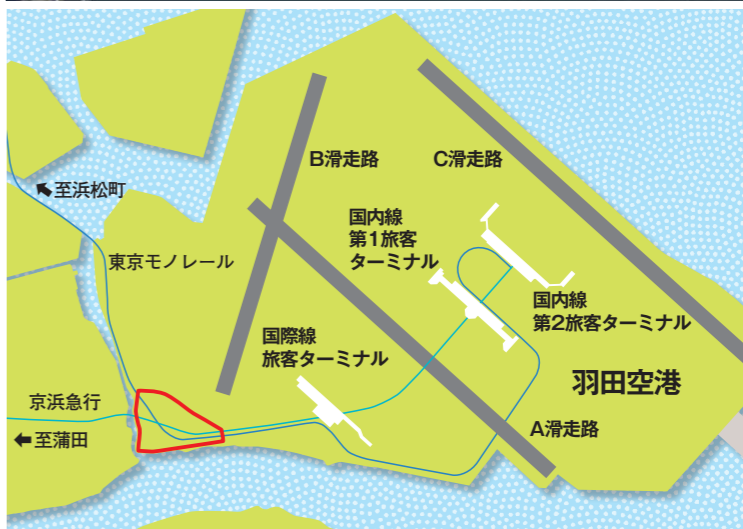 B滑走路
C滑走路
至浜松町
国内線
第1旅客
ターミナル
東京モノレール
国内線
第2旅客ターミナル
国際線
旅客ターミナル
羽田空港
京浜急行
A滑走路
至蒲田